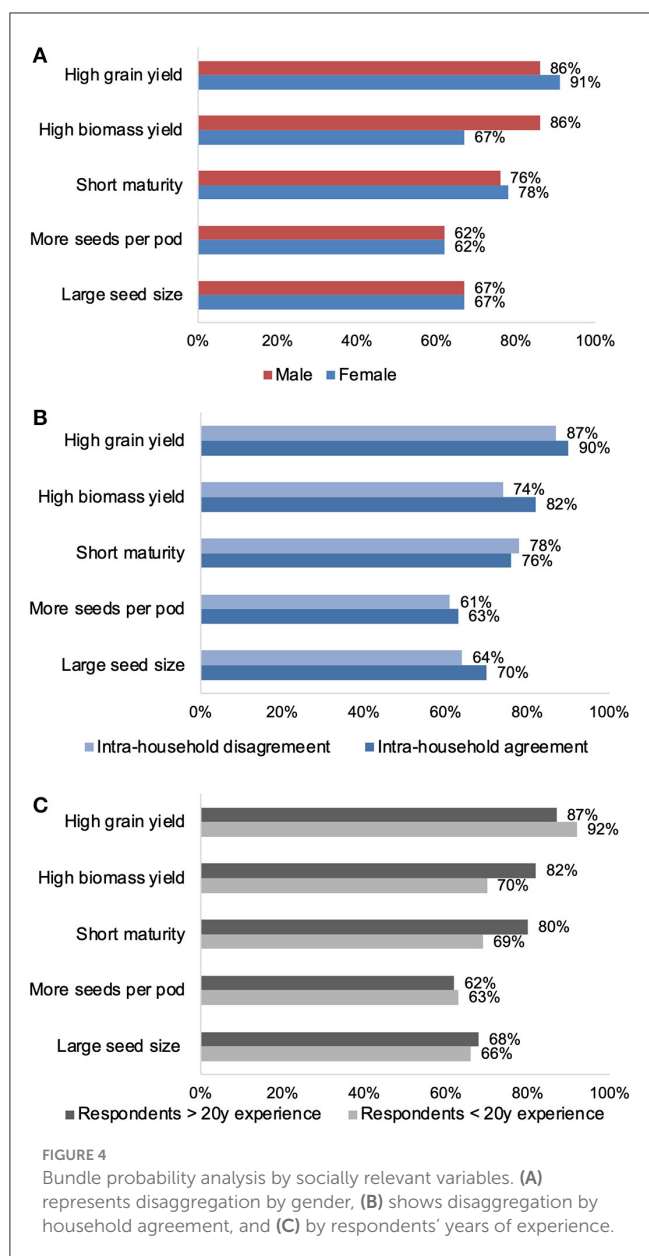 A
High grain yield
86%
91%
High biomass yield
86%
67%
Short maturity
76%
78%
More seeds per pod
62%
62%
Large seed size
67%
67%
0% 20% 40% 60% 80% 100%
Male Female
B
High grain yield
87%
90%
High biomass yield
74%
82%
Short maturity
78%
76%
More seeds per pod
61%
63%
Large seed size
64%
70%
0% 20% 40% 60% 80% 100%
Intra-household disagremeent Intra-household agreement
C
High grain yield
87%
92%
High biomass yield
82%
70%
Short maturity
80%
69%
More seeds per pod
62%
63%
Large seed size
68%
66%
0% 20% 40% 60% 80% 100%
Respondents > 20y experience Respondents < 20y experience
FIGURE 4
Bundle probability analysis by socially relevant variables. (A)
represents disaggregation by gender, (B) shows disaggregation by
household agreement, and (C) by respondents' years of experience.